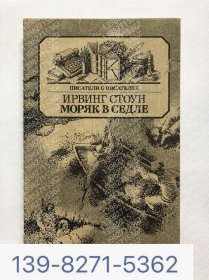 ПИСАТЕЛИ О ПИСАТЕЛЯХ
ИРВИНГ СТОУН
МОРЯК В СЕДЛЕ
139-8271-5362